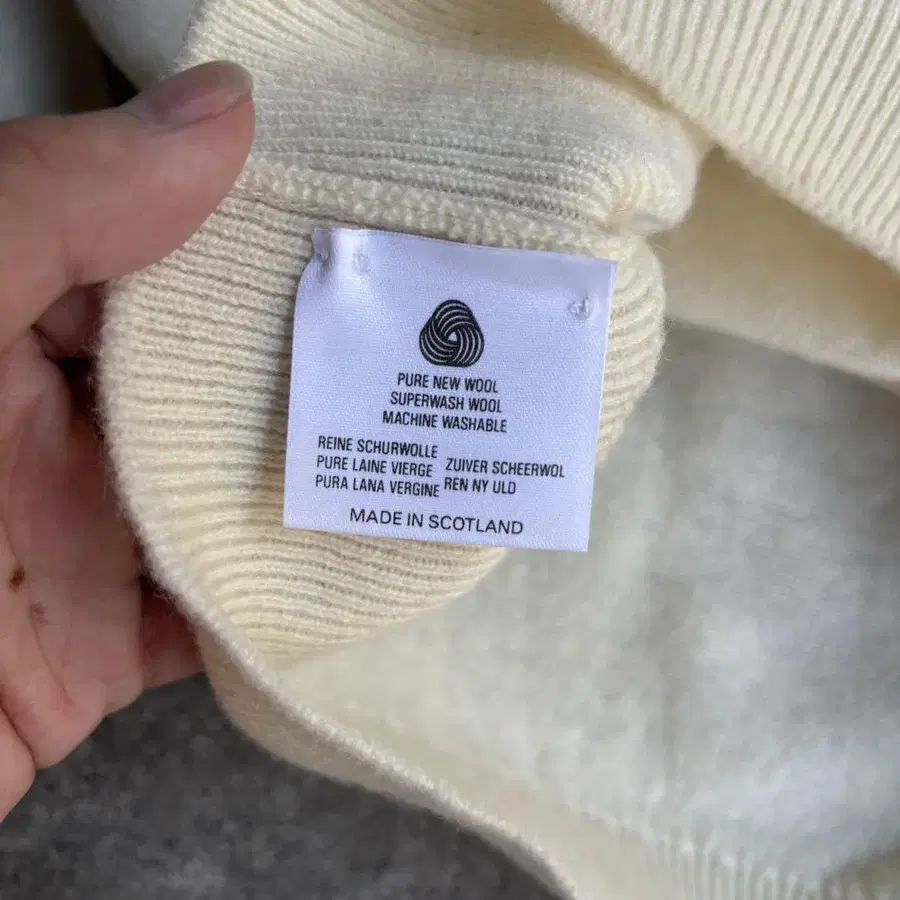 PURE NEW WOOL
SUPERWASH WOOL
MACHINE WASHABLE
REINE SCHURWOLLE
PURE LAINE VIERGE
PURA LANA VERGINE
ZUIVER SCHEERWOL
REN NY ULD
MADE IN SCOTLAND